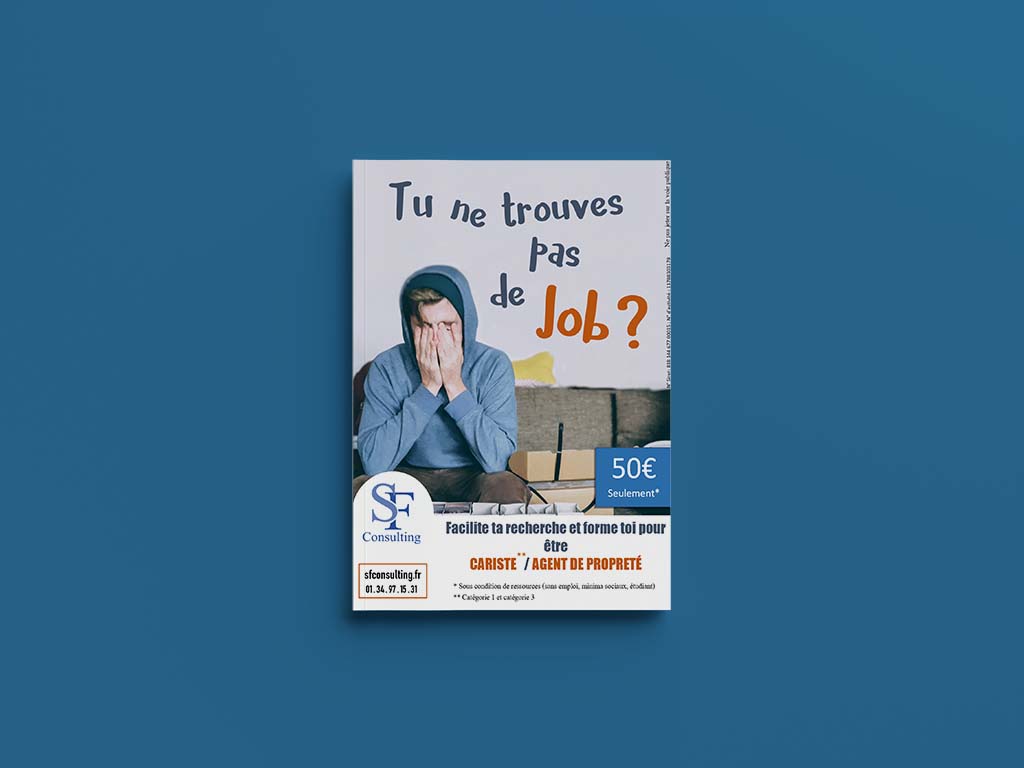 Tu ne trouves
pas
de Job ?
Ne pas jeter sur la voie publique
50€
Seulement*
SF
Consulting
sfconsulting.fr
01.34.97.15.31
Facilite ta recherche et forme toi pour
être
CARISTE**/ AGENT DE PROPRETÉ
* Sous condition de ressources (sans emploi, minima sociaux, étudiant)
** Catégorie 1 et catégorie 3